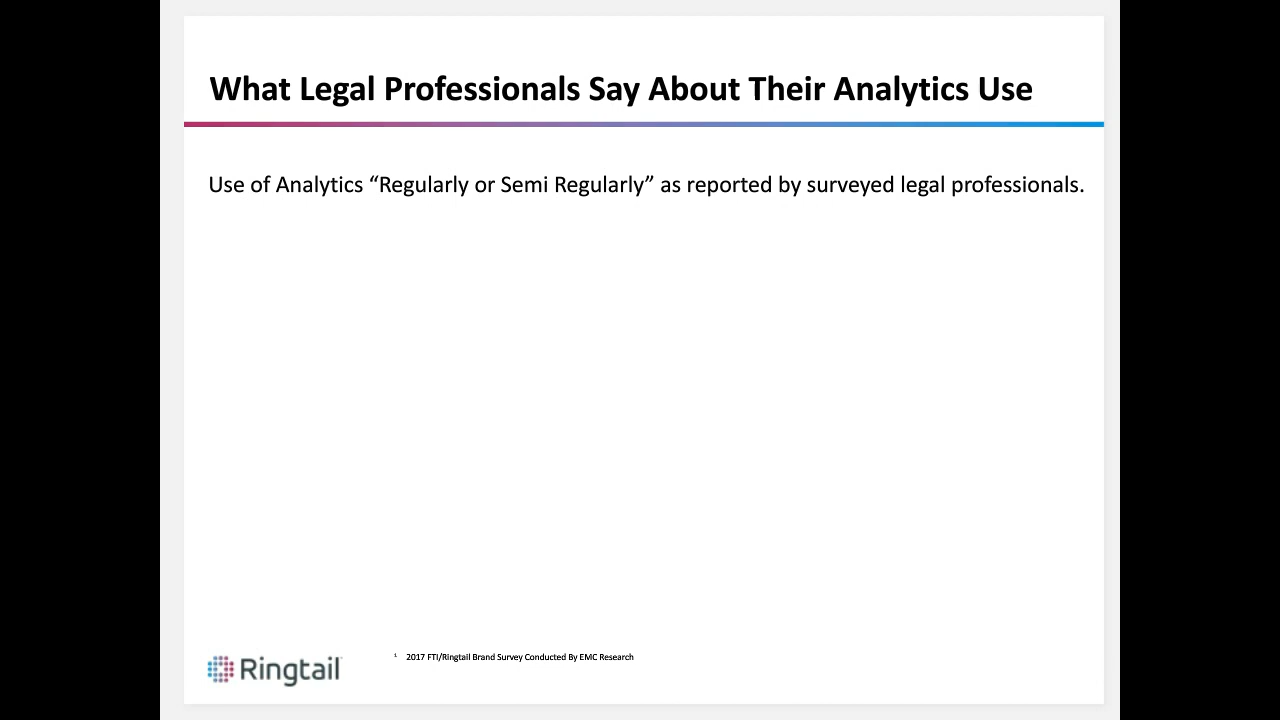 What Legal Professionals Say About Their Analytics Use
Use of Analytics “Regularly or Semi Regularly” as reported by surveyed legal professionals.
Ringtail
1 2017 FTI/Ringtail Brand Survey Conducted By EMC Research